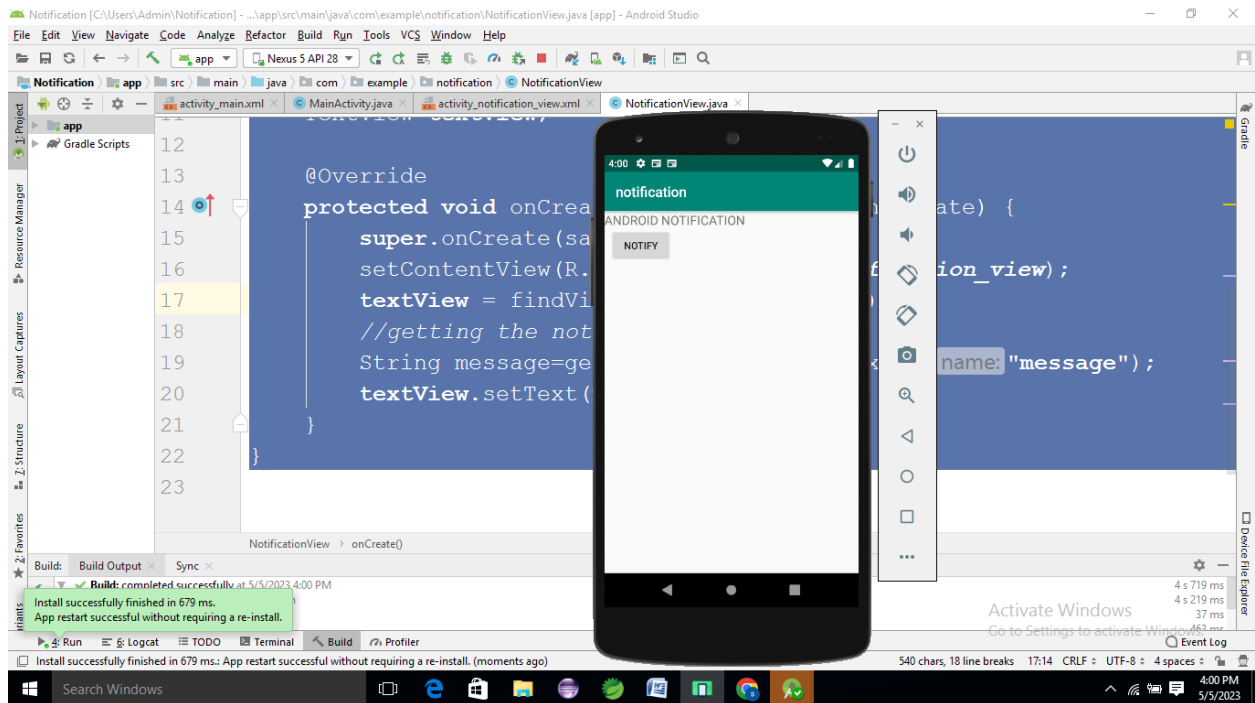 Notification [C:\Users\Admin\Notification] - ...\app\src\main\java\com\example\notification\NotificationView.java [app] - Android Studio
File Edit View Navigate Code Analyze Refactor Build Run Tools VCS Window Help
app Nexus 5 API 28
Notification app src main java com example notification NotificationView
activity_main.xml MainActivity.java activity_notification_view.xml NotificationView.java
1: Project
Resource Manager
Layout Captures
7: Structure
2: Favorites
app
Gradle Scripts
12
13 @Override
14 protected void onCrea ate) {
15 super.onCreate(sa
16 setContentView(R. ion_view);
17 textView = findVi
18 //getting the not
19 String message=ge name: "message");
20 textView.setText(
21 }
22 }
23
NotificationView onCreate()
4:00
notification
ANDROID NOTIFICATION
NOTIFY
Gradle
Device File Explorer
Build: Build Output Sync
Build: completed successfully at 5/5/2023 4:00 PM
4 s 719 ms
4 s 219 ms
37 ms
Install successfully finished in 679 ms.
App restart successful without requiring a re-install.
Activate Windows
Go to Settings to activate Windows.
4: Run 6: Logcat TODO Terminal Build Profiler Event Log
Install successfully finished in 679 ms.: App restart successful without requiring a re-install. (moments ago) 540 chars, 18 line breaks 17:14 CRLF UTF-8 4 spaces
Search Windows
4:00 PM
5/5/2023